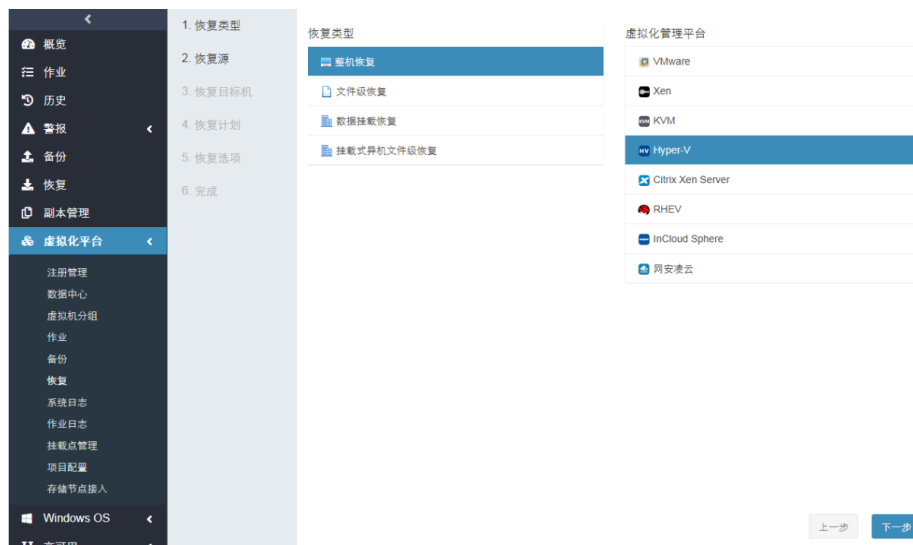 概览
作业
历史
警报
备份
恢复
副本管理
虚拟化平台
注册管理
数据中心
虚拟机分组
作业
备份
恢复
系统日志
作业日志
挂载点管理
项目配置
存储节点接入
Windows OS
1. 恢复类型
2. 恢复源
3. 恢复目标机
4. 恢复计划
5. 恢复选项
6. 完成
恢复类型
整机恢复
文件级恢复
数据挂载恢复
挂载式异机文件级恢复
虚拟化管理平台
VMware
Xen
KVM
Hyper-V
Citrix Xen Server
RHEV
InCloud Sphere
网安凌云
上一步
下一步